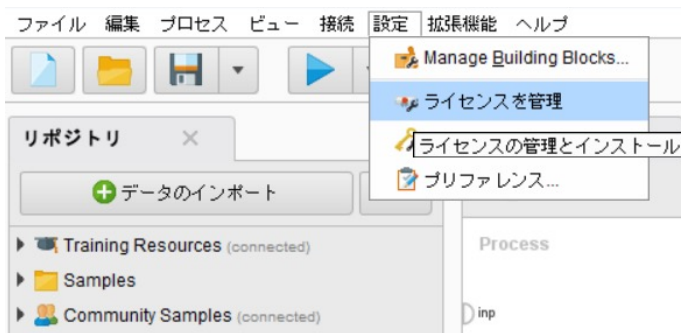 ファイル 編集 プロセス ビュー 接続 設定 拡張機能 ヘルプ
Manage Building Blocks...
ライセンスを管理
ライセンスの管理とインストール
プリファレンス...
リポジトリ ×
データのインポート
Training Resources (connected)
Samples
Community Samples (connected)
Process
inp